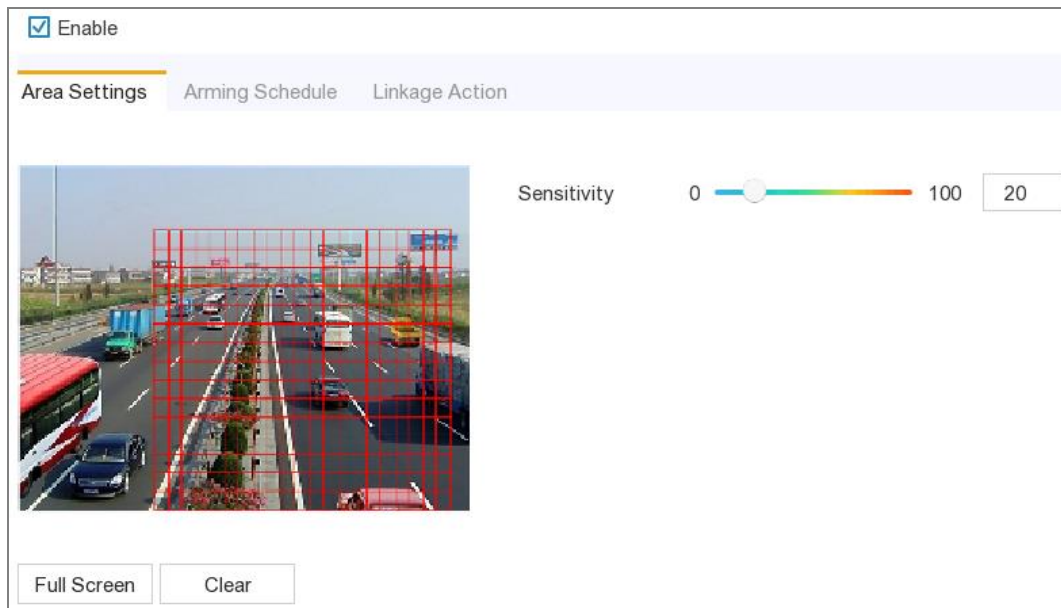 Enable
Area Settings Arming Schedule Linkage Action
Sensitivity 0 100 20
Full Screen Clear